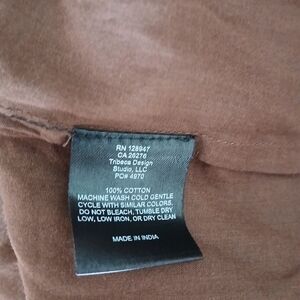 RN 128947
CA 26276
Tribeca Design
Studio, LLC
PO# 4970
100% COTTON
MACHINE WASH COLD GENTLE
CYCLE WITH SIMILAR COLORS.
DO NOT BLEACH, TUMBLE DRY
LOW, LOW IRON, OR DRY CLEAN
MADE IN INDIA